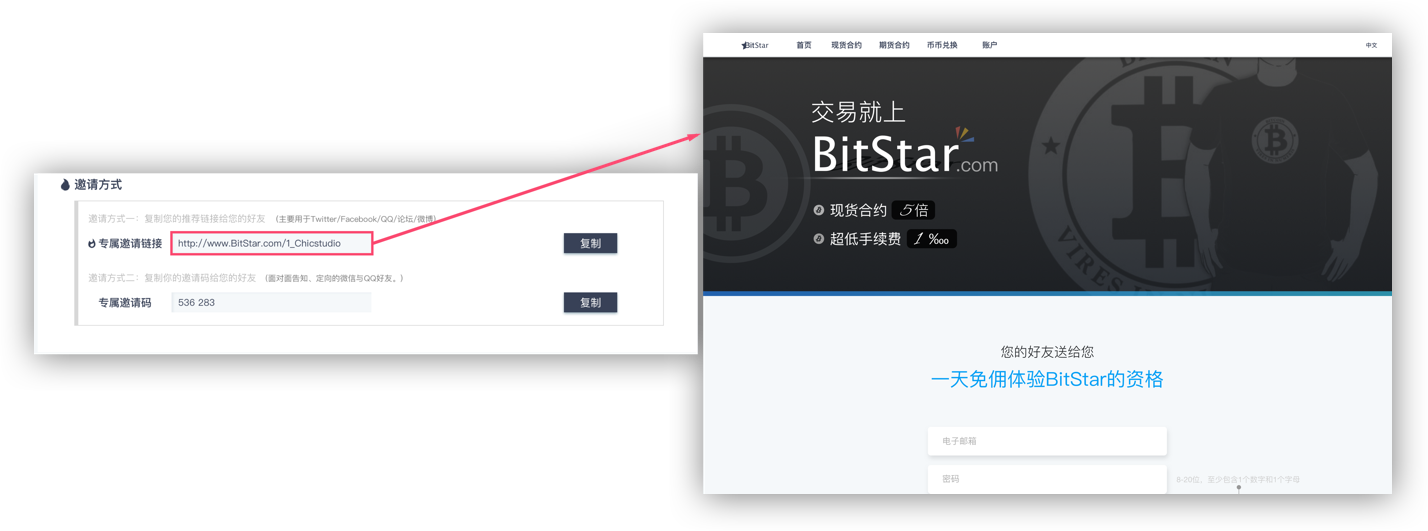 邀请方式
邀请方式一：复制您的推荐链接给您的好友 (主要用于Twitter/Facebook/QQ/论坛/微博)
专属邀请链接 http://www.BitStar.com/1_Chicstudio 复制
邀请方式二：复制你的邀请码给您的好友 (面对面告知、定向的微信与QQ好友。)
专属邀请码 536 283 复制
BitStar 首页 现货合约 期货合约 币币兑换 账户 中文
交易就上
BitStar.com
现货合约 5倍
超低手续费 1 ‱
VIRES
您的好友送给您
一天免佣体验BitStar的资格
电子邮箱
密码 8-20位，至少包含1个数字和1个字母